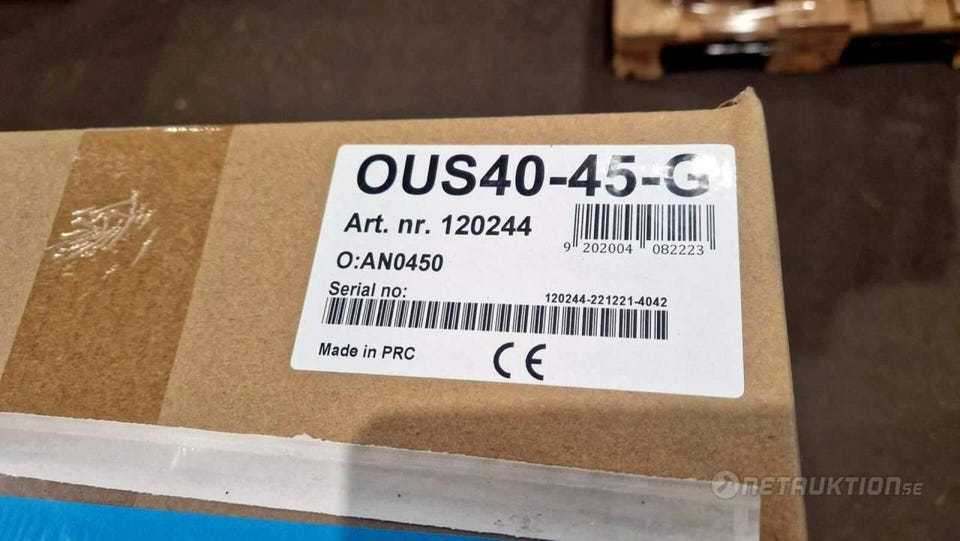 OUS40-45-G
Art. nr. 120244
9 202004 082223
O:AN0450
Serial no:
120244-221221-4042
Made in PRC
CE
NETRUKTION.SE